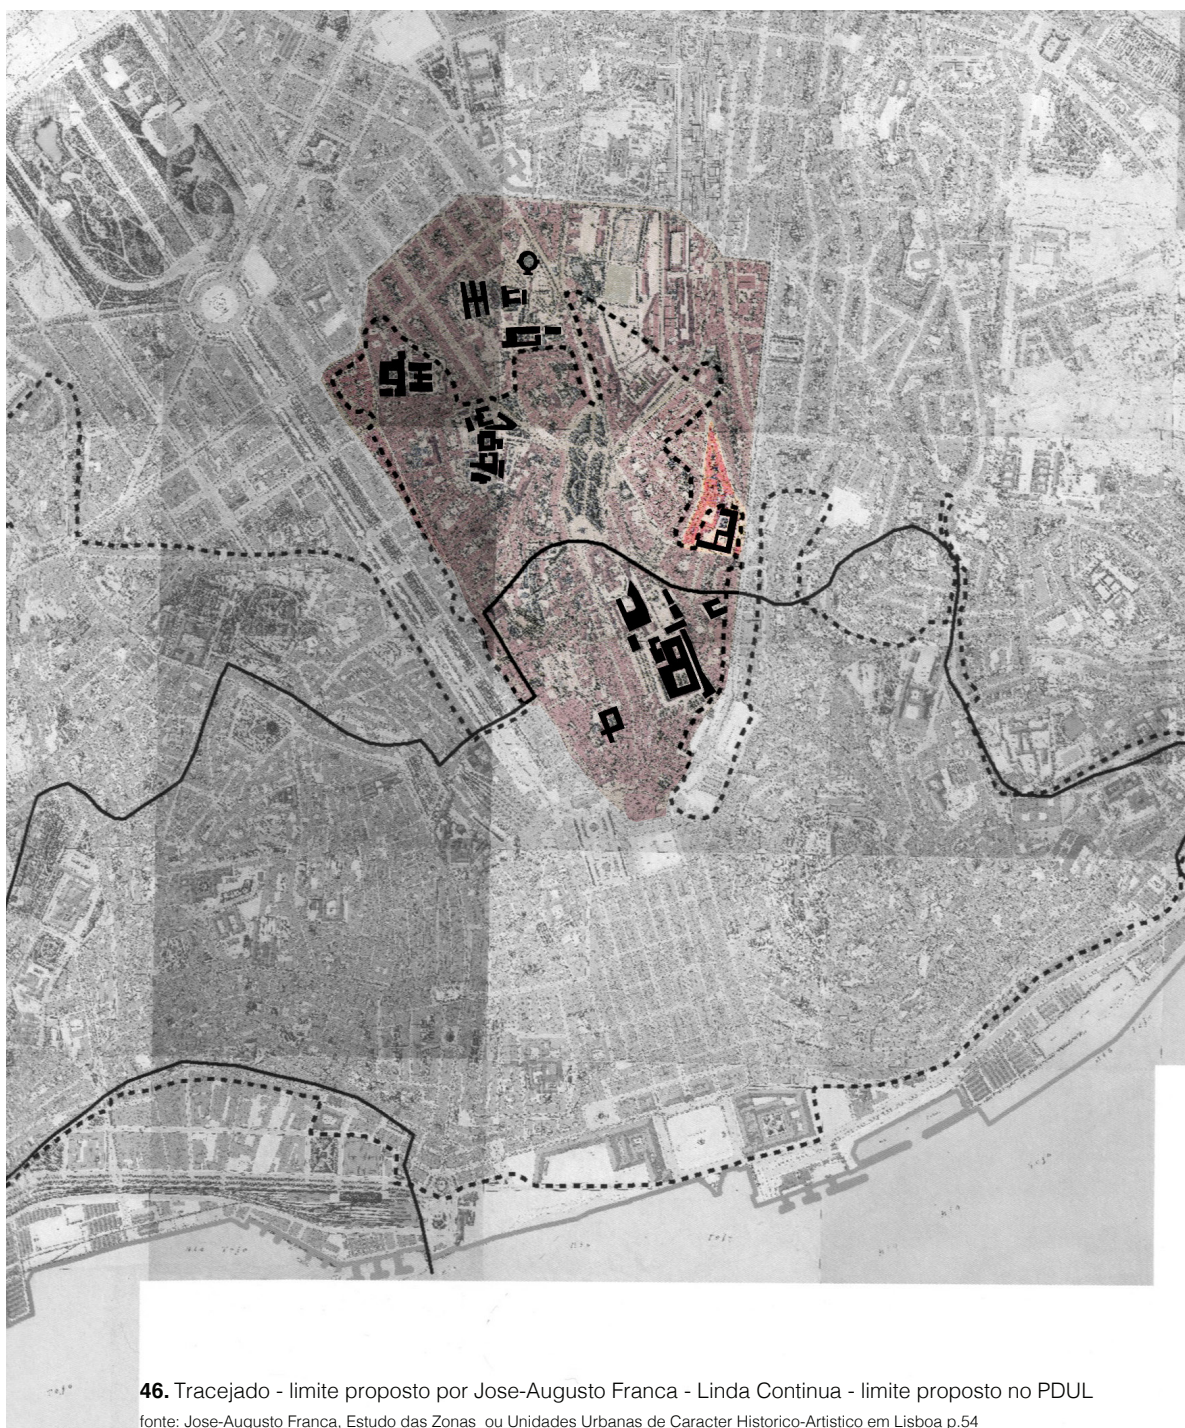 46. Tracejado - limite proposto por Jose-Augusto Franca - Linda Continua - limite proposto no PDUL
fonte: Jose-Augusto Franca, Estudo das Zonas ou Unidades Urbanas de Caracter Historico-Artistico em Lisboa p.54